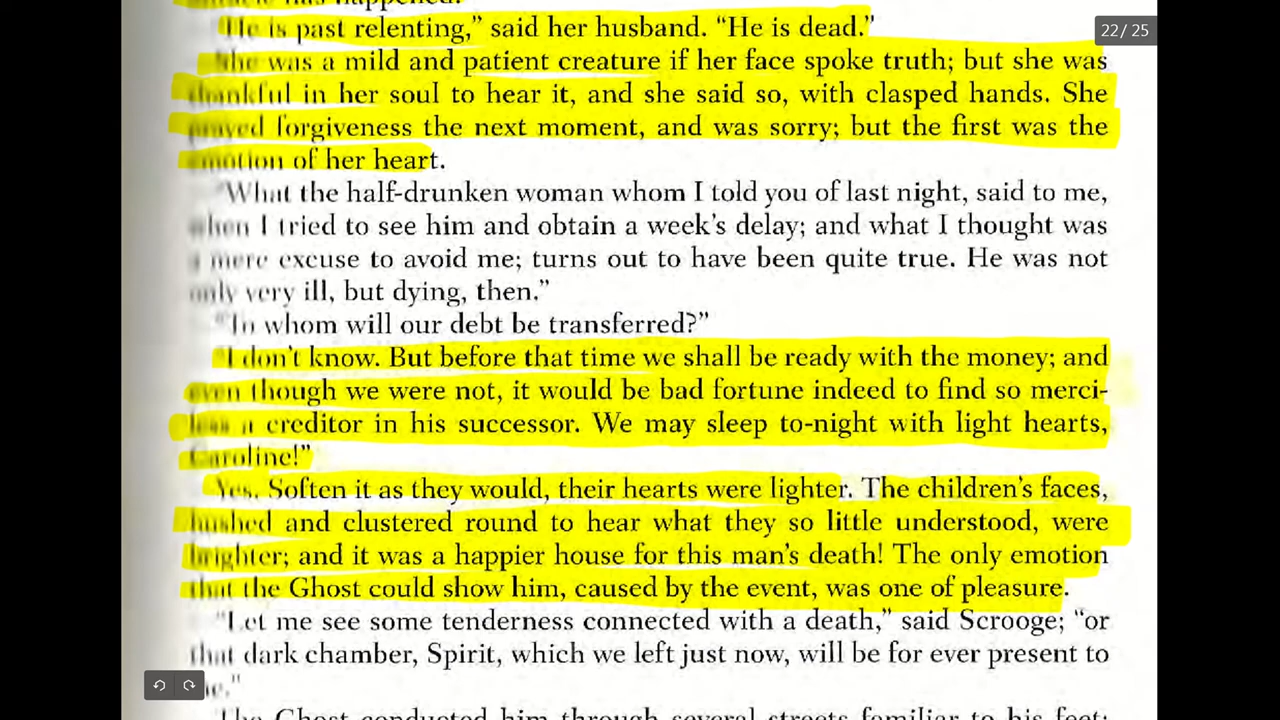 22/ 25
"He is past relenting," said her husband. "He is dead."
She was a mild and patient creature if her face spoke truth; but she was
thankful in her soul to hear it, and she said so, with clasped hands. She
prayed forgiveness the next moment, and was sorry; but the first was the
emotion of her heart.
"What the half-drunken woman whom I told you of last night, said to me,
when I tried to see him and obtain a week's delay; and what I thought was
a mere excuse to avoid me; turns out to have been quite true. He was not
only very ill, but dying, then."
"To whom will our debt be transferred?"
"I don't know. But before that time we shall be ready with the money; and
even though we were not, it would be bad fortune indeed to find so merci-
less a creditor in his successor. We may sleep to-night with light hearts,
Caroline!"
Yes. Soften it as they would, their hearts were lighter. The children's faces,
hushed and clustered round to hear what they so little understood, were
brighter; and it was a happier house for this man's death! The only emotion
that the Ghost could show him, caused by the event, was one of pleasure.
"Let me see some tenderness connected with a death," said Scrooge; "or
that dark chamber, Spirit, which we left just now, will be for ever present to
me."
The Ghost conducted him through several streets familiar to his feet;